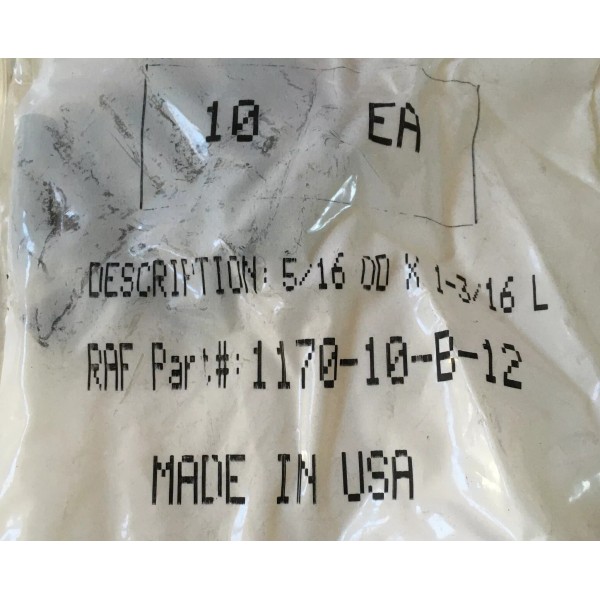 10 EA
DESCRIPTION: 5/16 OD X 1-3/16 L
RAF Part#: 1170-10-B-12
MADE IN USA